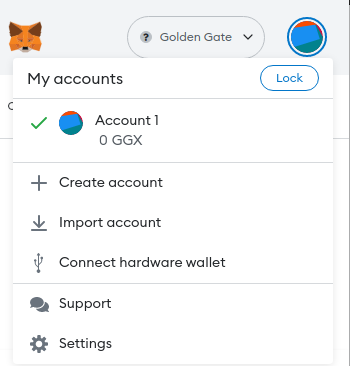 Golden Gate
My accounts
Lock
Account 1
0 GGX
Create account
Import account
Connect hardware wallet
Support
Settings